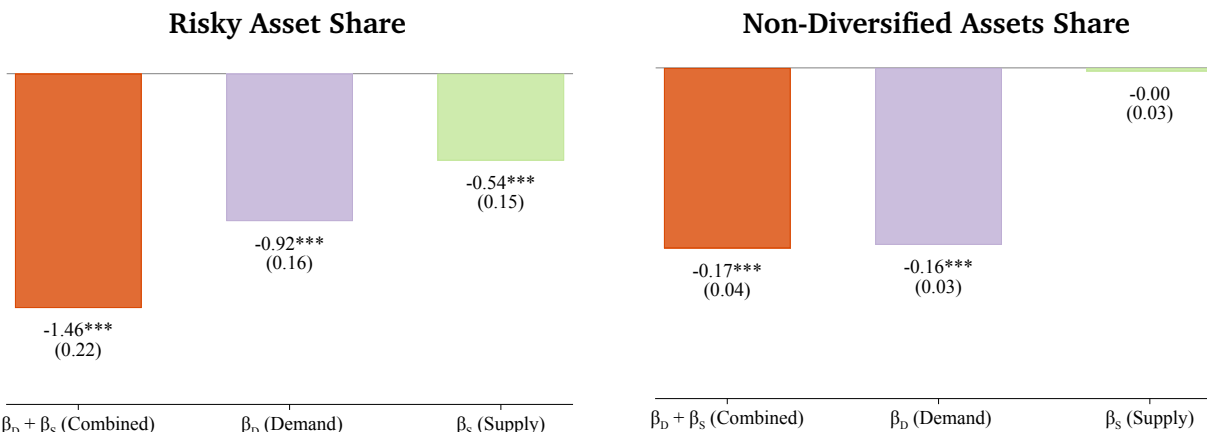 Risky Asset Share
-1.46***
(0.22)
-0.92***
(0.16)
-0.54***
(0.15)
β_D + β_S (Combined)
β_D (Demand)
β_S (Supply)
Non-Diversified Assets Share
-0.17***
(0.04)
-0.16***
(0.03)
-0.00
(0.03)
β_D + β_S (Combined)
β_D (Demand)
β_S (Supply)